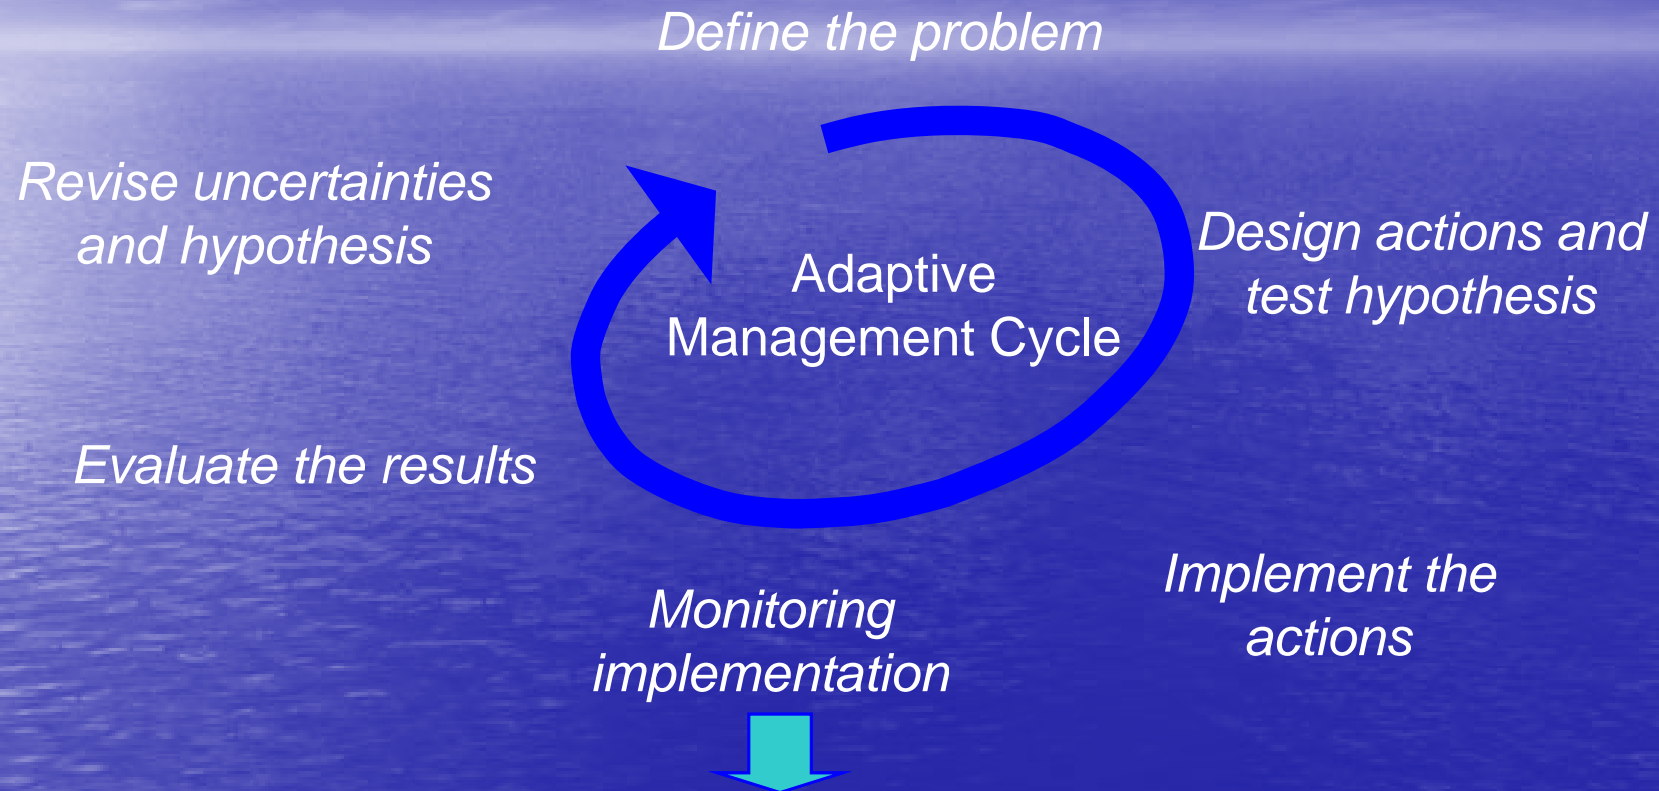 Define the problem
Revise uncertainties
and hypothesis
Design actions and
test hypothesis
Adaptive
Management Cycle
Evaluate the results
Implement the
actions
Monitoring
implementation